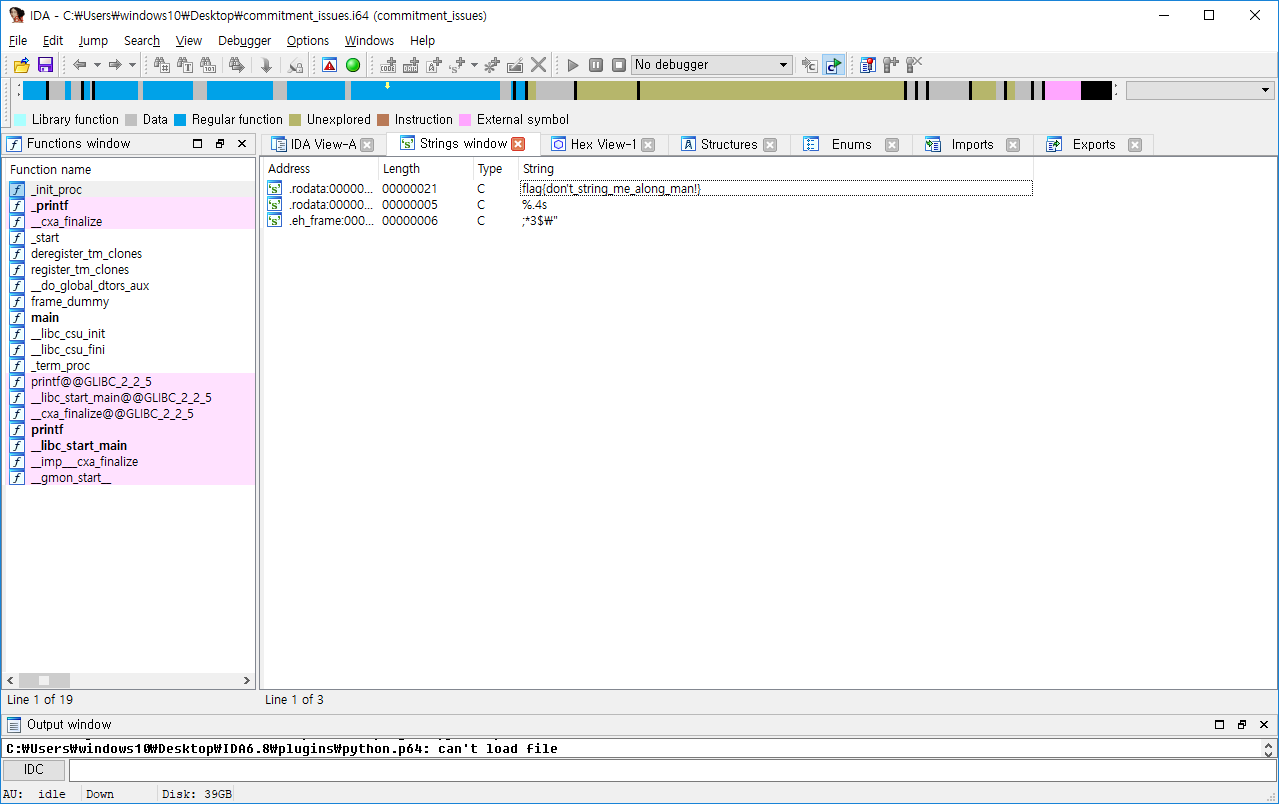 IDA - C:₩Users₩windows10₩Desktop₩commitment_issues.i64 (commitment_issues)
File Edit Jump Search View Debugger Options Windows Help
No debugger
Library function Data Regular function Unexplored Instruction External symbol
Functions window
IDA View-A Strings window Hex View-1 Structures Enums Imports Exports
Function name
_init_proc
_printf
__cxa_finalize
_start
deregister_tm_clones
register_tm_clones
__do_global_dtors_aux
frame_dummy
main
__libc_csu_init
__libc_csu_fini
_term_proc
printf@@GLIBC_2_2_5
__libc_start_main@@GLIBC_2_2_5
__cxa_finalize@@GLIBC_2_2_5
printf
__libc_start_main
__imp___cxa_finalize
__gmon_start__
Line 1 of 19
Address Length Type String
.rodata:00000... 00000021 C flag{don't_string_me_along_man!}
.rodata:00000... 00000005 C %.4s
.eh_frame:000... 00000006 C ;*3$₩"
Line 1 of 3
Output window
C:₩Users₩windows10₩Desktop₩IDA6.8₩plugins₩python.p64: can't load file
IDC
AU: idle Down Disk: 39GB